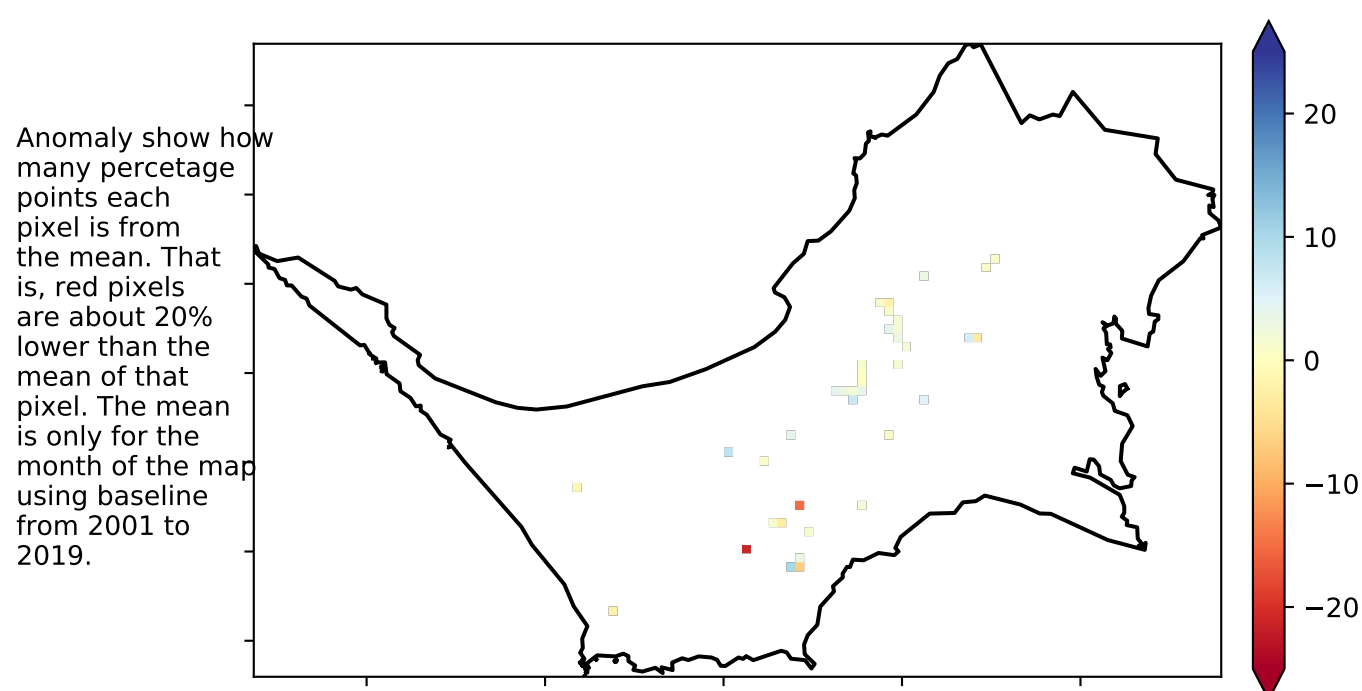 Anomaly show how
many percetage
points each
pixel is from
the mean. That
is, red pixels
are about 20%
lower than the
mean of that
pixel. The mean
is only for the
month of the map
using baseline
from 2001 to
2019.
20
10
0
−10
−20